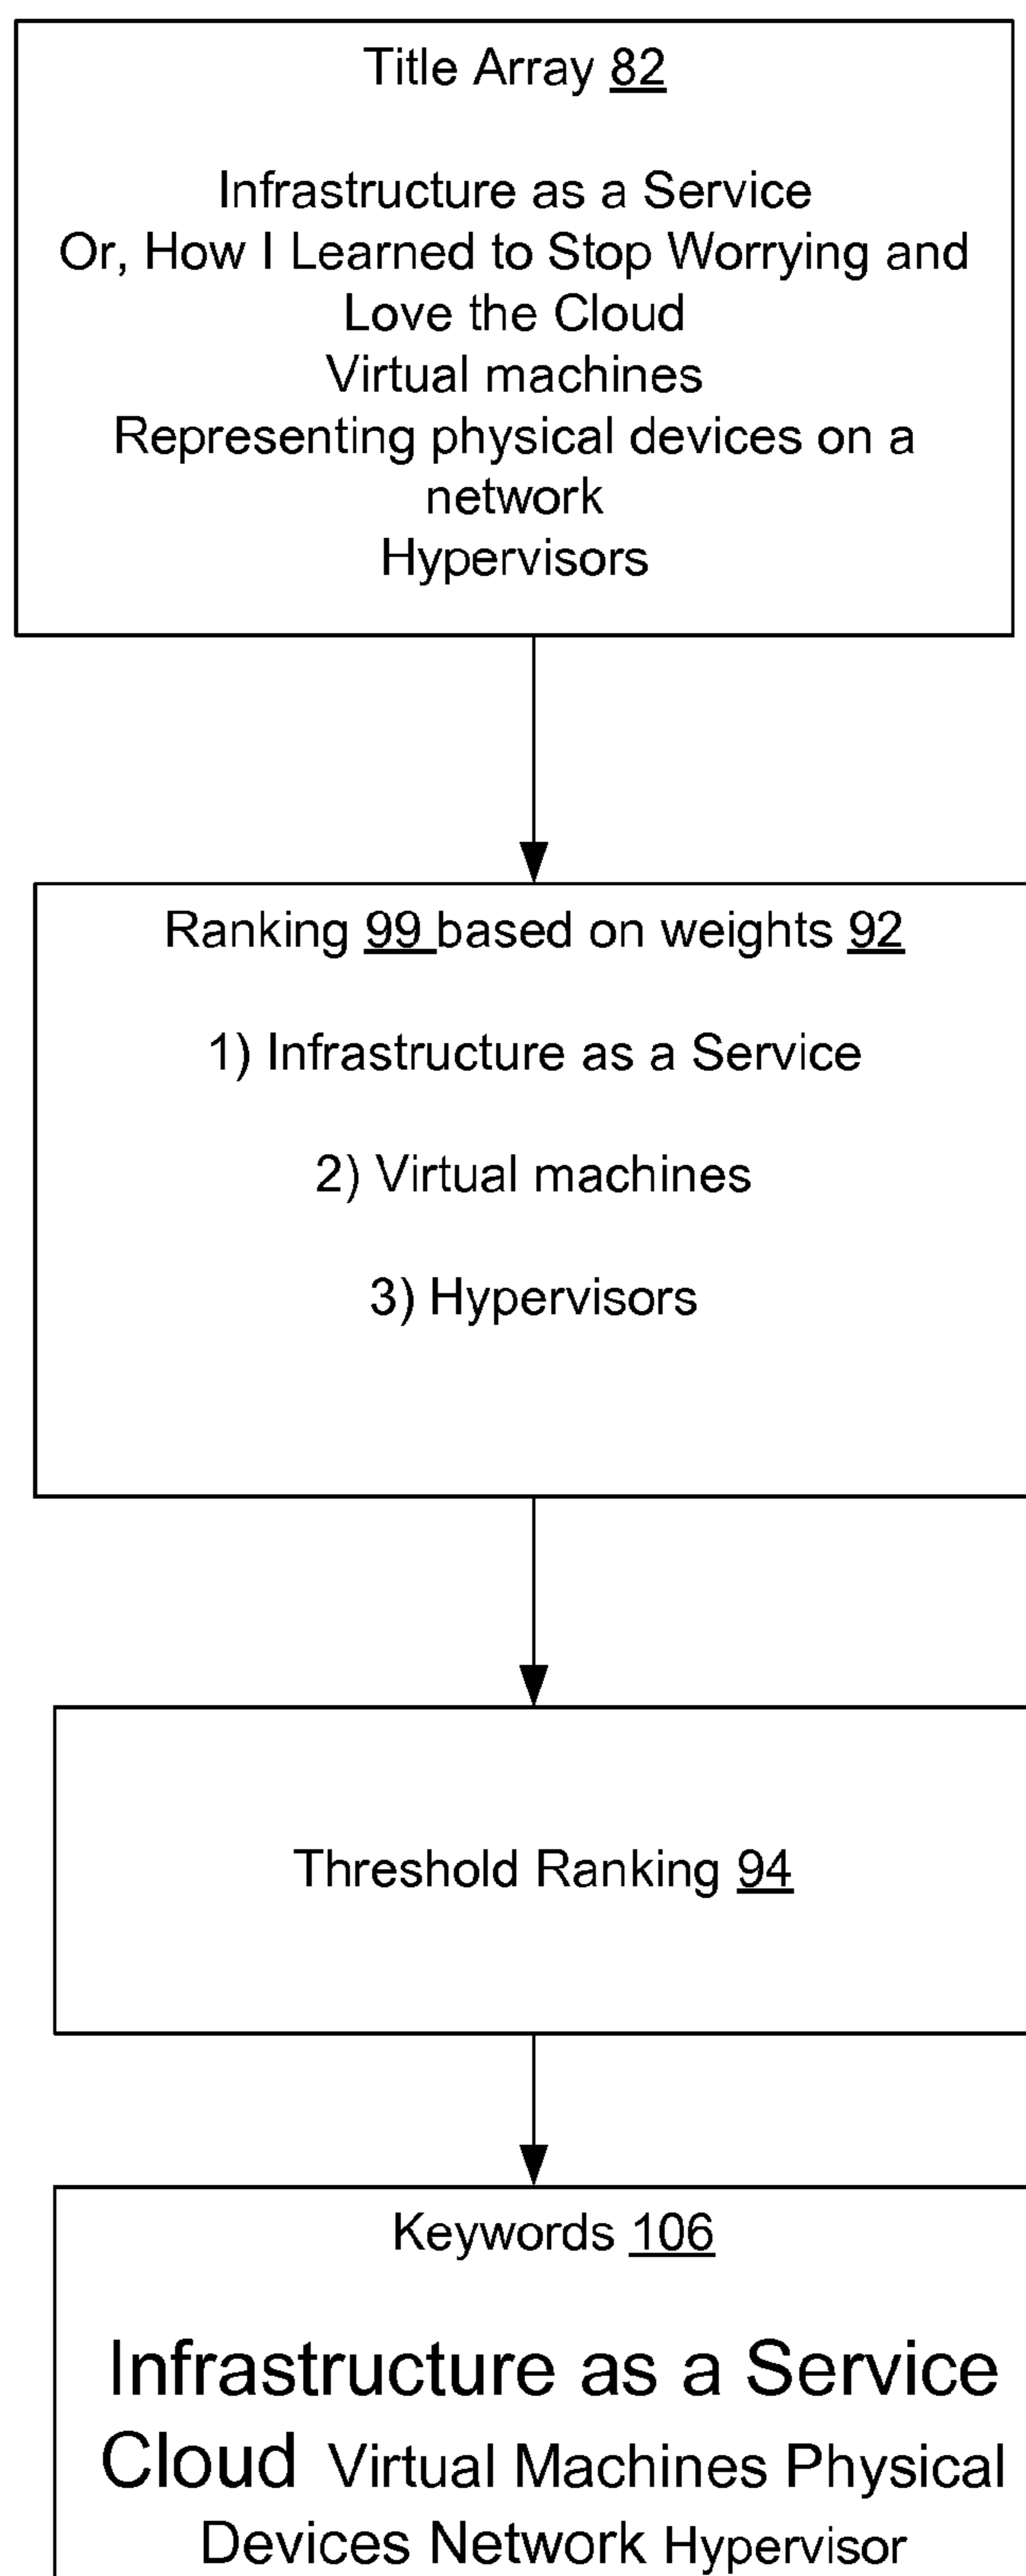 Title Array 82
Infrastructure as a Service
Or, How I Learned to Stop Worrying and
Love the Cloud
Virtual machines
Representing physical devices on a
network
Hypervisors
Ranking 99 based on weights 92
1) Infrastructure as a Service
2) Virtual machines
3) Hypervisors
Threshold Ranking 94
Keywords 106
Infrastructure as a Service
Cloud Virtual Machines Physical
Devices Network Hypervisor